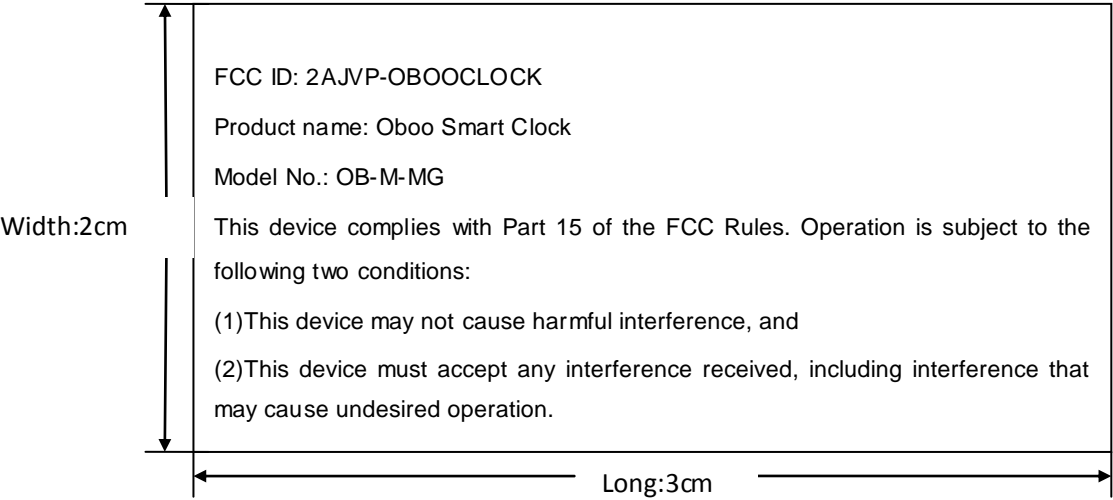 FCC ID: 2AJVP-OBOOCLOCK
Product name: Oboo Smart Clock
Model No.: OB-M-MG
Width:2cm
This device complies with Part 15 of the FCC Rules. Operation is subject to the
following two conditions:
(1)This device may not cause harmful interference, and
(2)This device must accept any interference received, including interference that
may cause undesired operation.
Long:3cm